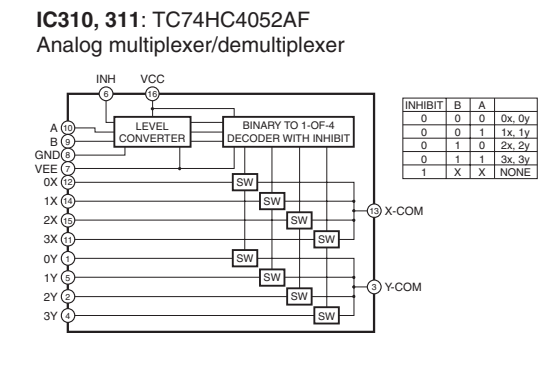 IC310, 311: TC74HC4052AF
Analog multiplexer/demultiplexer
INH VCC
6 16
A 10
B 9
GND 8
VEE 7
0X 12
1X 14
2X 15
3X 11
0Y 1
1Y 5
2Y 2
3Y 4
LEVEL
CONVERTER
BINARY TO 1-OF-4
DECODER WITH INHIBIT
SW
SW
SW
SW
SW
SW
SW
SW
13 X-COM
3 Y-COM
INHIBIT B A
0 0 0 0x, 0y
0 0 1 1x, 1y
0 1 0 2x, 2y
0 1 1 3x, 3y
1 X X NONE